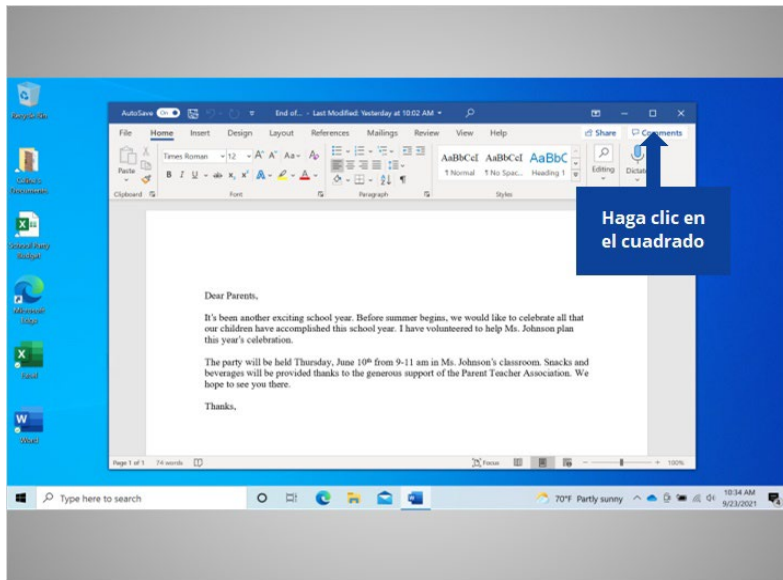 Recycle Bin
AutoSave On End of... - Last Modified: Yesterday at 10:02 AM
File Home Insert Design Layout References Mailings Review View Help Share Comments
Paste
Times Roman 12 A A Aa A
B I U ab x, x² A A
AaBbCcI AaBbCcI AaBbC
¶ Normal ¶ No Spac... Heading 1
Editing Dictate
Clipboard Font Paragraph Styles
Documents
School Party
Budget
Microsoft
Edge
Excel
Word
Haga clic en
el cuadrado
Dear Parents,
It's been another exciting school year. Before summer begins, we would like to celebrate all that
our children have accomplished this school year. I have volunteered to help Ms. Johnson plan
this year's celebration.
The party will be held Thursday, June 10th from 9-11 am in Ms. Johnson's classroom. Snacks and
beverages will be provided thanks to the generous support of the Parent Teacher Association. We
hope to see you there.
Thanks,
Page 1 of 1 74 words Focus 100%
Type here to search 70°F Partly sunny 10:34 AM
9/23/2021